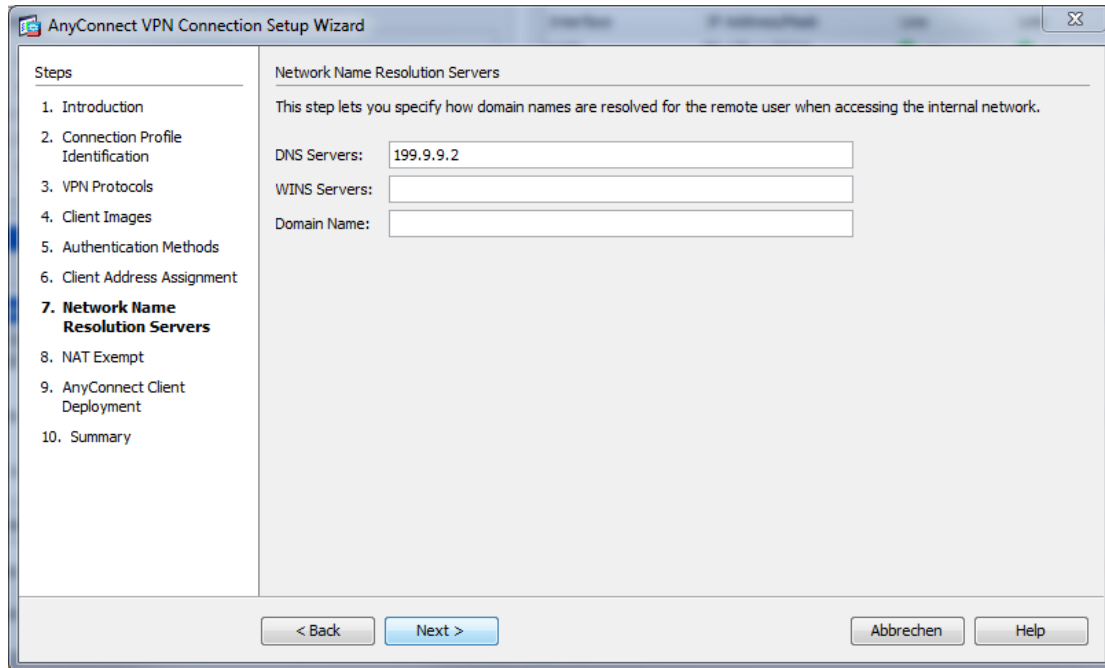 AnyConnect VPN Connection Setup Wizard
Steps
1. Introduction
2. Connection Profile
Identification
3. VPN Protocols
4. Client Images
5. Authentication Methods
6. Client Address Assignment
7. Network Name
Resolution Servers
8. NAT Exempt
9. AnyConnect Client
Deployment
10. Summary
Network Name Resolution Servers
This step lets you specify how domain names are resolved for the remote user when accessing the internal network.
DNS Servers: 199.9.9.2
WINS Servers:
Domain Name:
< Back Next > Abbrechen Help